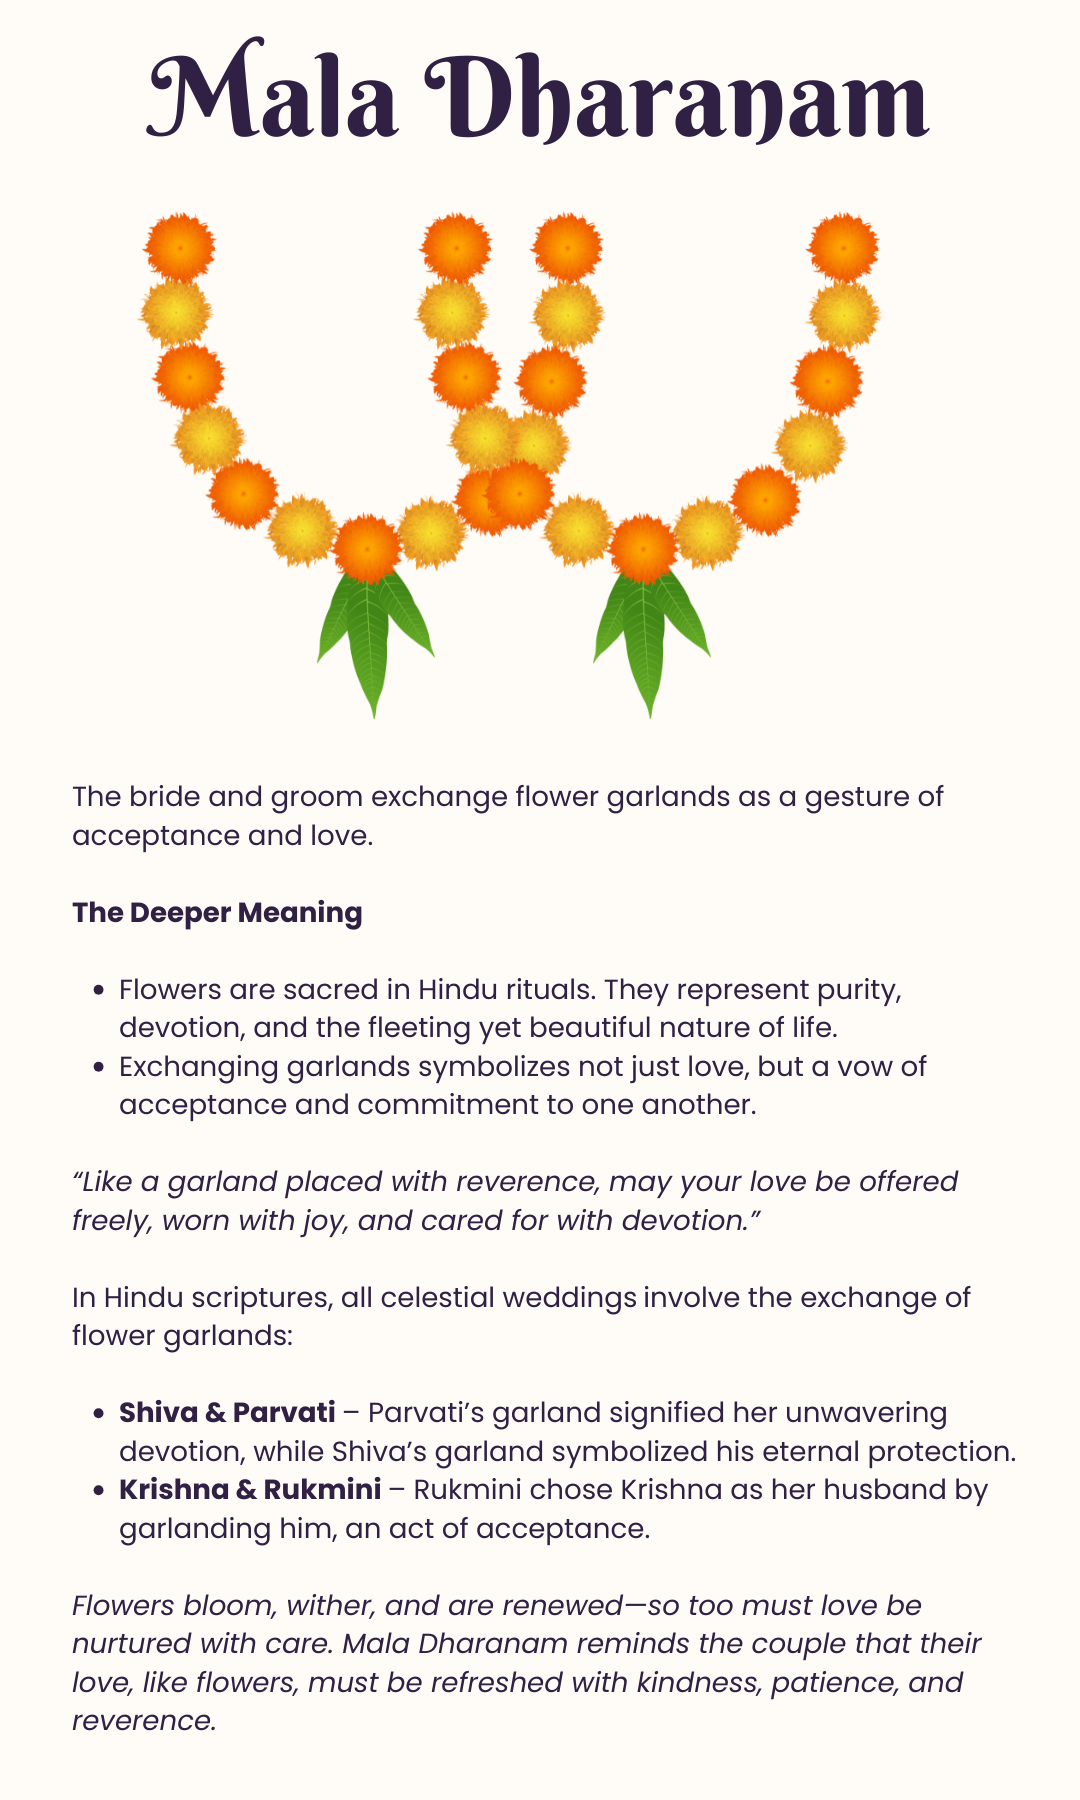 Mala Dharanam
The bride and groom exchange flower garlands as a gesture of
acceptance and love.
The Deeper Meaning
• Flowers are sacred in Hindu rituals. They represent purity,
devotion, and the fleeting yet beautiful nature of life.
• Exchanging garlands symbolizes not just love, but a vow of
acceptance and commitment to one another.
“Like a garland placed with reverence, may your love be offered
freely, worn with joy, and cared for with devotion.”
In Hindu scriptures, all celestial weddings involve the exchange of
flower garlands:
• Shiva & Parvati – Parvati’s garland signified her unwavering
devotion, while Shiva’s garland symbolized his eternal protection.
• Krishna & Rukmini – Rukmini chose Krishna as her husband by
garlanding him, an act of acceptance.
Flowers bloom, wither, and are renewed—so too must love be
nurtured with care. Mala Dharanam reminds the couple that their
love, like flowers, must be refreshed with kindness, patience, and
reverence.